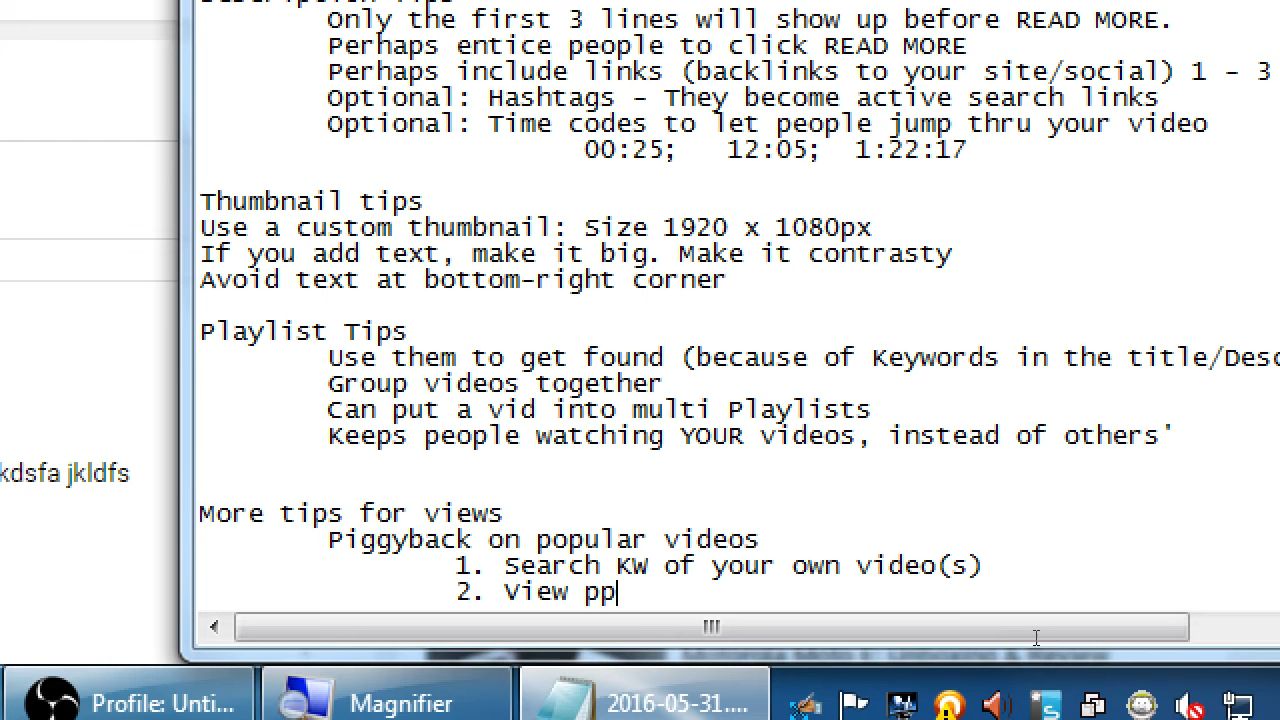 Description Tips
Only the first 3 lines will show up before READ MORE.
Perhaps entice people to click READ MORE
Perhaps include links (backlinks to your site/social) 1 - 3
Optional: Hashtags - They become active search links
Optional: Time codes to let people jump thru your video
00:25; 12:05; 1:22:17
Thumbnail tips
Use a custom thumbnail: Size 1920 x 1080px
If you add text, make it big. Make it contrasty
Avoid text at bottom-right corner
Playlist Tips
Use them to get found (because of Keywords in the title/Desc
Group videos together
Can put a vid into multi Playlists
Keeps people watching YOUR videos, instead of others'
kdsfa jkldfs
More tips for views
Piggyback on popular videos
1. Search KW of your own video(s)
2. View pp
Profile: Unti...
Magnifier
2016-05-31....